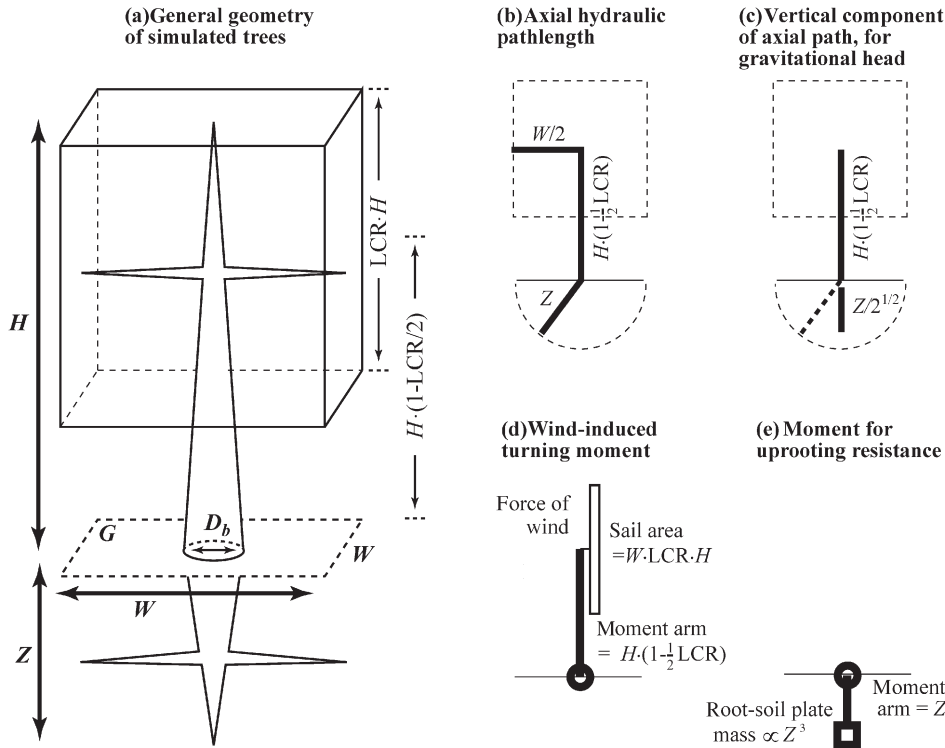 (a)General geometry
of simulated trees
H
Z
LCR·H
H·(1-LCR/2)
G
D_b
W
W
(b) Axial hydraulic
pathlength
W/2
H·(1-½LCR)
Z
(c) Vertical component
of axial path, for
gravitational head
H·(1-½LCR)
Z/2^1/2
(d) Wind-induced
turning moment
Force of
wind
Sail area
=W·LCR·H
Moment arm
= H·(1-½LCR)
(e) Moment for
uprooting resistance
Root-soil plate
mass ∝ Z³
Moment
arm = Z